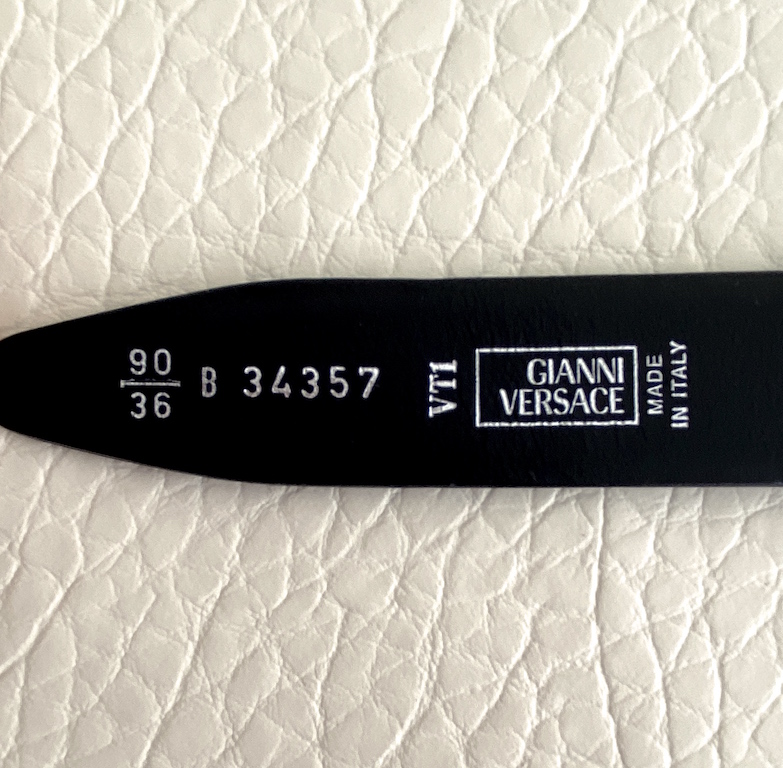 90
36
B 34357
VT1
GIANNI
VERSACE
MADE
IN ITALY